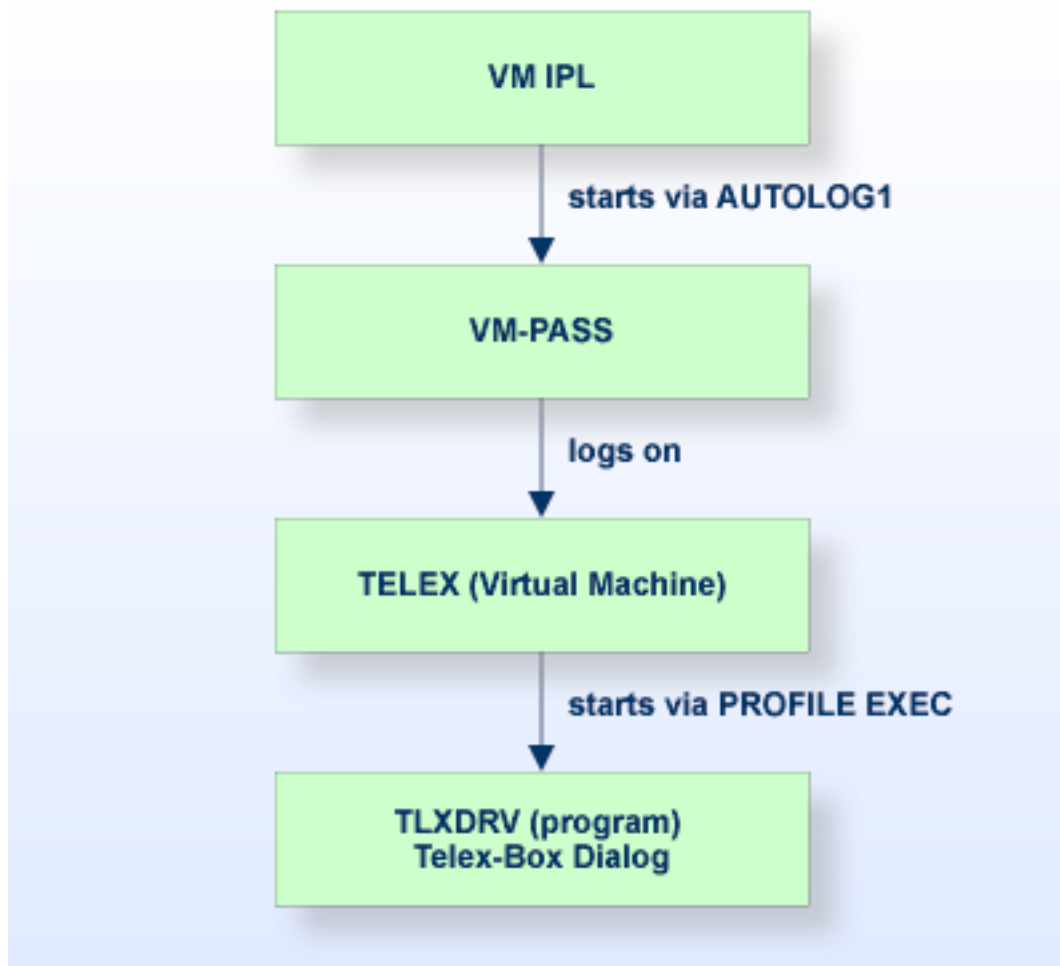 VM IPL
starts via AUTOLOG1
VM-PASS
logs on
TELEX (Virtual Machine)
starts via PROFILE EXEC
TLXDRV (program)
Telex-Box Dialog